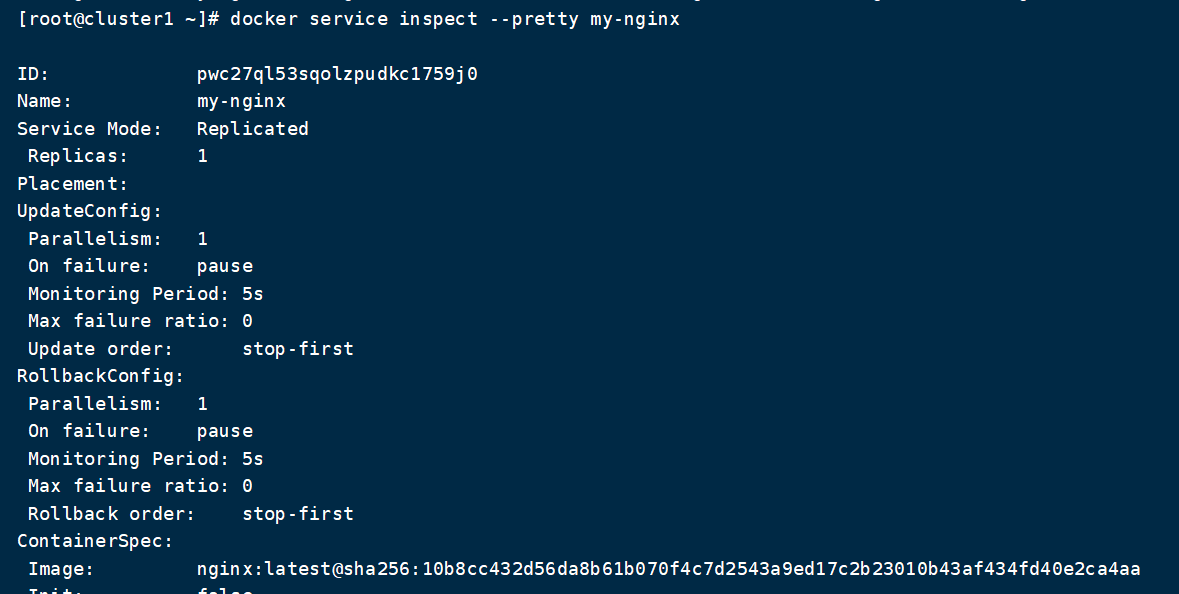 [root@cluster1 ~]# docker service inspect --pretty my-nginx
ID: pwc27ql53sqolzpudkc1759j0
Name: my-nginx
Service Mode: Replicated
Replicas: 1
Placement:
UpdateConfig:
Parallelism: 1
On failure: pause
Monitoring Period: 5s
Max failure ratio: 0
Update order: stop-first
RollbackConfig:
Parallelism: 1
On failure: pause
Monitoring Period: 5s
Max failure ratio: 0
Rollback order: stop-first
ContainerSpec:
Image: nginx:latest@sha256:10b8cc432d56da8b61b070f4c7d2543a9ed17c2b23010b43af434fd40e2ca4aa
Init: false